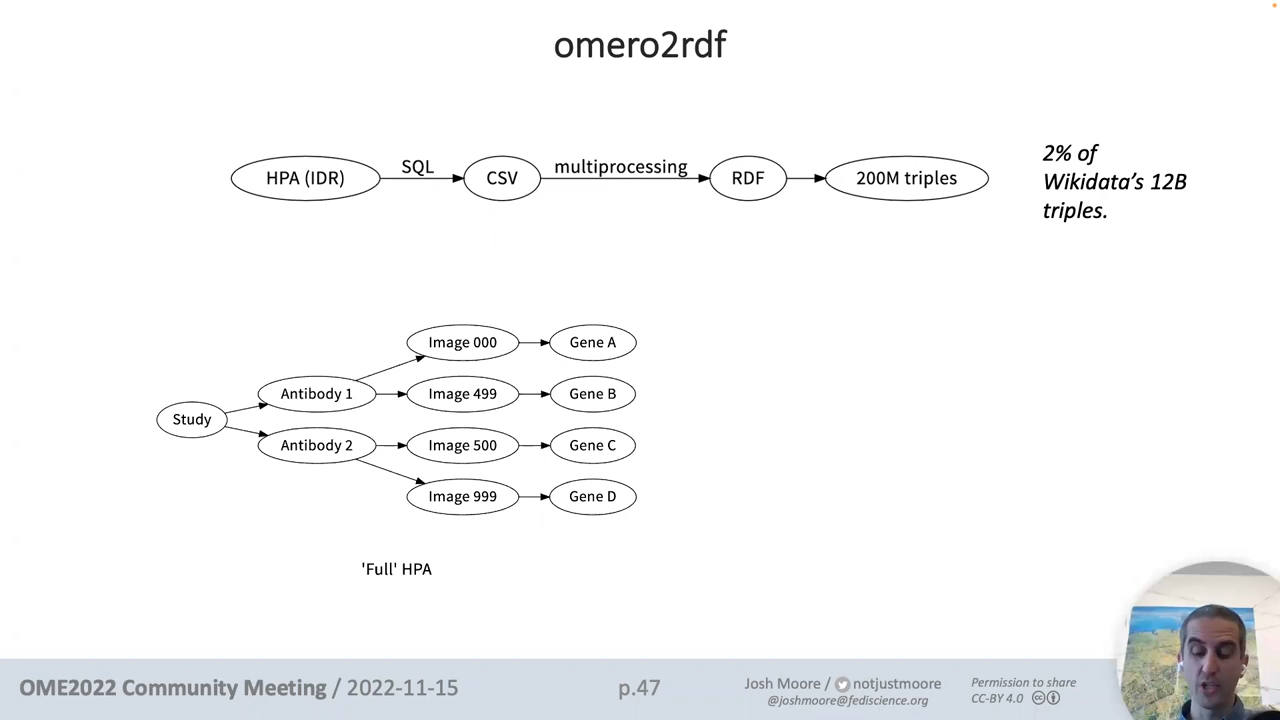 omero2rdf
HPA (IDR)
SQL
CSV
multiprocessing
RDF
200M triples
2% of
Wikidata’s 12B
triples.
Study
Antibody 1
Antibody 2
Image 000
Image 499
Image 500
Image 999
Gene A
Gene B
Gene C
Gene D
'Full' HPA
OME2022 Community Meeting / 2022-11-15
p.47
Josh Moore / notjustmoore
@joshmoore@fediscience.org
Permission to share
CC-BY 4.0